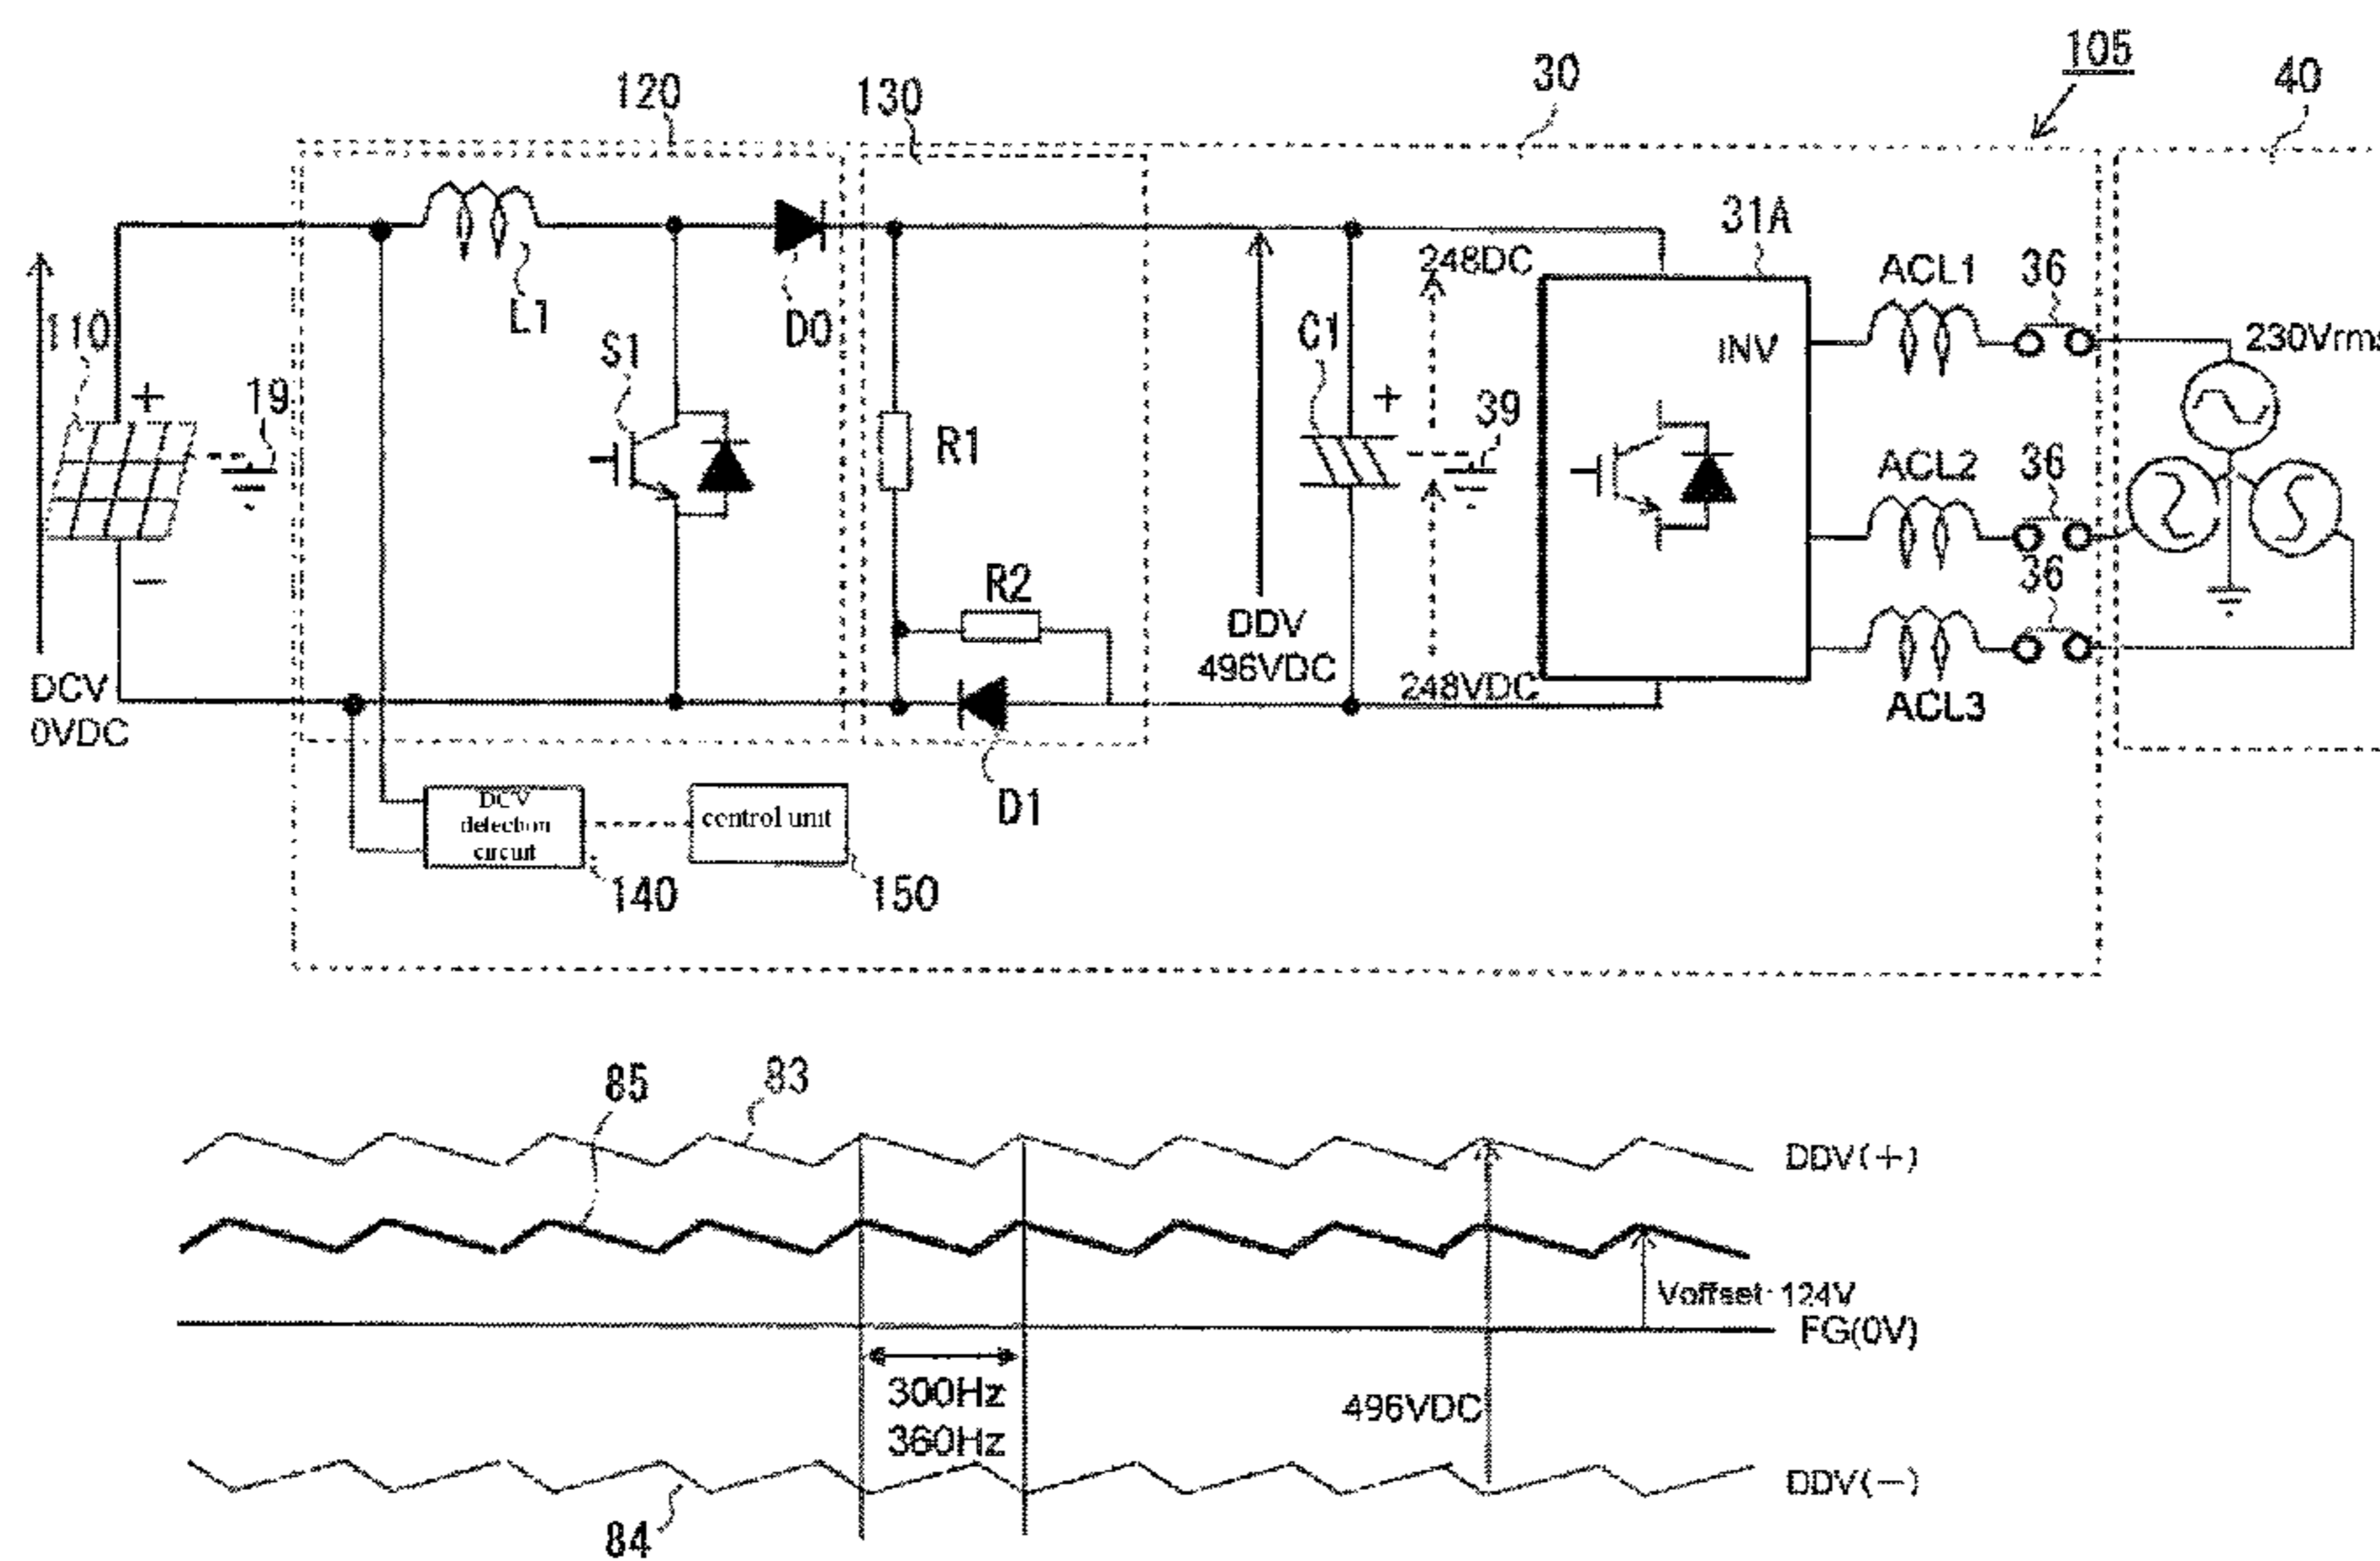 105
30
40
120
130
31A
ACL1
36
248DC
230Vrms
110
L1
D0
S1
C1
INV
+
19
+
39
R1
ACL2
36
R2
36
DDV
496VDC
DCV
0VDC
248VDC
ACL3
D1
DCV
detection
circuit
control unit
140
150
85
83
DDV(+)
Voffset·124V
FG(0V)
300Hz
360Hz
496VDC
DDV(−)
84